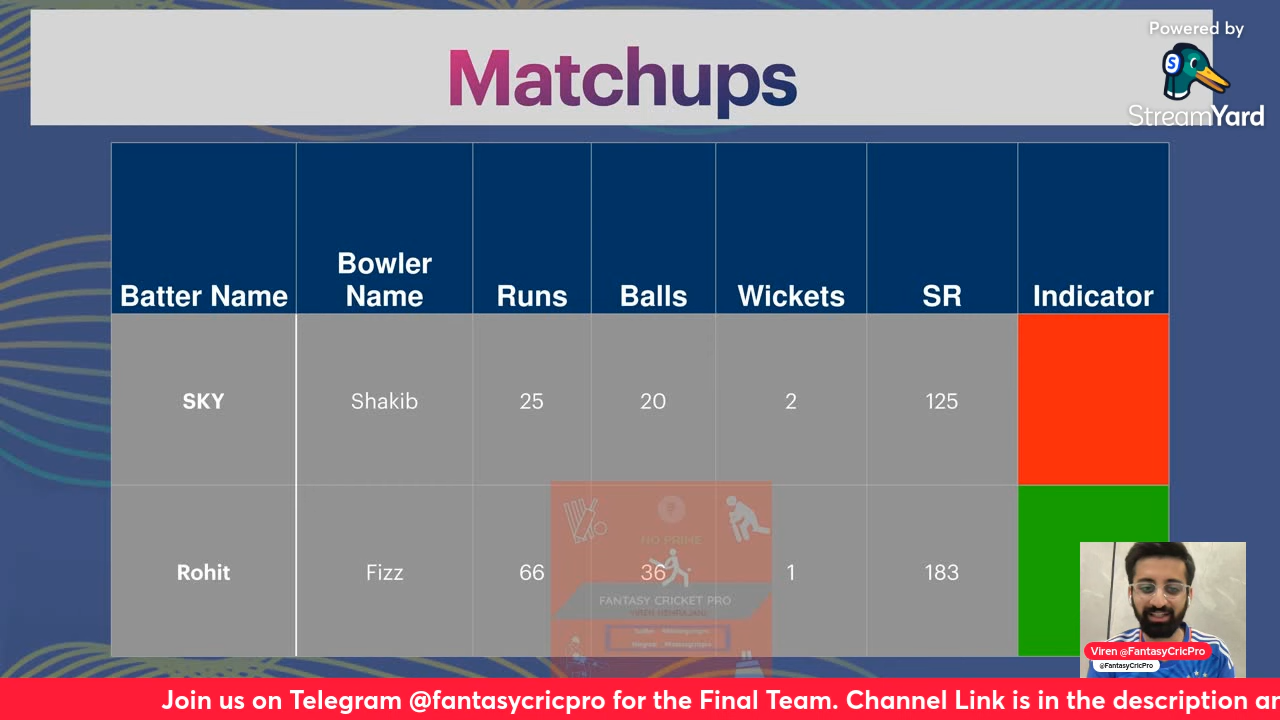 Powered by
StreamYard
Matchups
Batter Name
Bowler
Name
Runs
Balls
Wickets
SR
Indicator
SKY
Shakib
25
20
2
125
Rohit
Fizz
66
36
1
183
NO PRIME
FANTASY CRICKET PRO
Viren @FantasyCricPro
@FantasyCricPro
Join us on Telegram @fantasycricpro for the Final Team. Channel Link is in the description